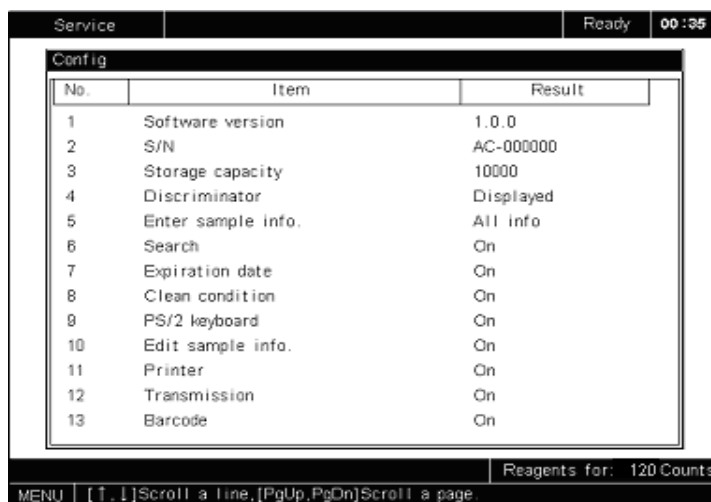 Service Ready 00:35
Config
No. Item Result
1 Software version 1.0.0
2 S/N AC-000000
3 Storage capacity 10000
4 Discriminator Displayed
5 Enter sample info. All info
6 Search On
7 Expiration date On
8 Clean condition On
9 PS/2 keyboard On
10 Edit sample info. On
11 Printer On
12 Transmission On
13 Barcode On
Reagents for: 120 Counts
MENU [↑,↓]Scroll a line,[PgUp,PgDn]Scroll a page.